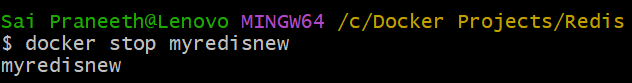 Sai Praneeth@Lenovo MINGW64 /c/Docker Projects/Redis
$ docker stop myredisnew
myredisnew